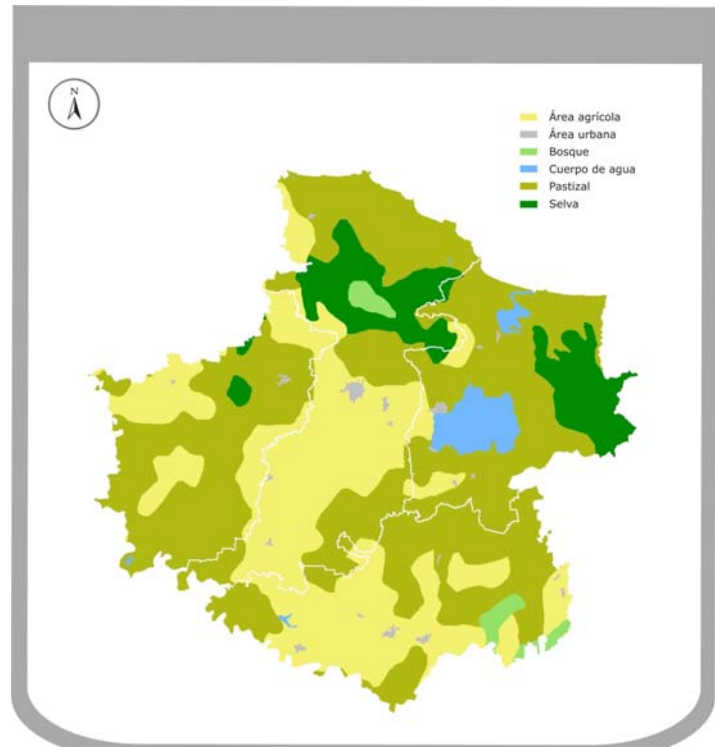 N
Área agrícola
Área urbana
Bosque
Cuerpo de agua
Pastizal
Selva